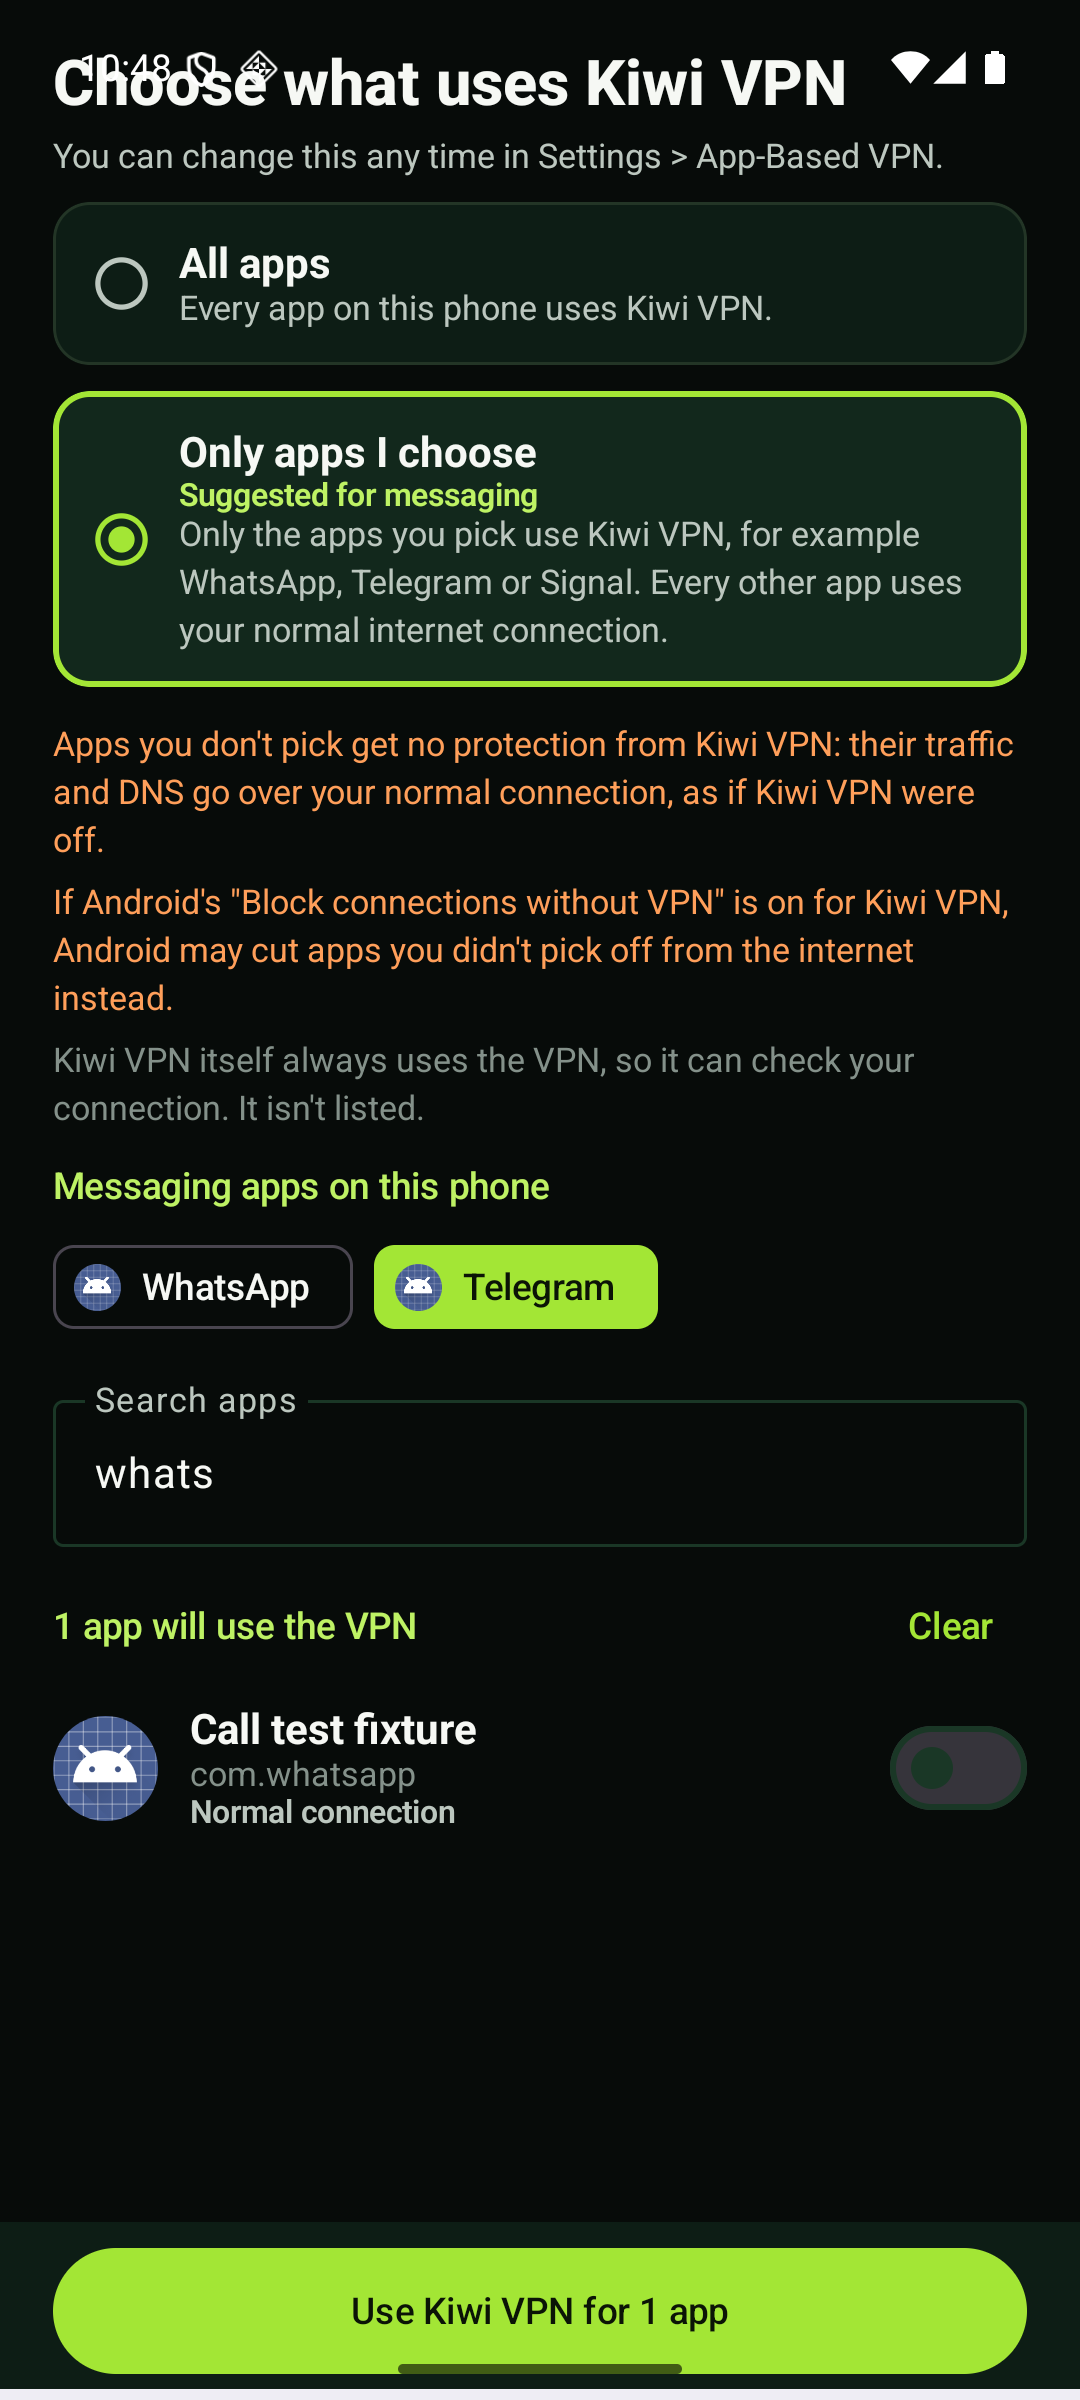 10:48
Choose what uses Kiwi VPN
You can change this any time in Settings > App-Based VPN.
All apps
Every app on this phone uses Kiwi VPN.
Only apps I choose
Suggested for messaging
Only the apps you pick use Kiwi VPN, for example
WhatsApp, Telegram or Signal. Every other app uses
your normal internet connection.
Apps you don't pick get no protection from Kiwi VPN: their traffic
and DNS go over your normal connection, as if Kiwi VPN were
off.
If Android's "Block connections without VPN" is on for Kiwi VPN,
Android may cut apps you didn't pick off from the internet
instead.
Kiwi VPN itself always uses the VPN, so it can check your
connection. It isn't listed.
Messaging apps on this phone
WhatsApp Telegram
Search apps
whats
1 app will use the VPN Clear
Call test fixture
com.whatsapp
Normal connection
Use Kiwi VPN for 1 app